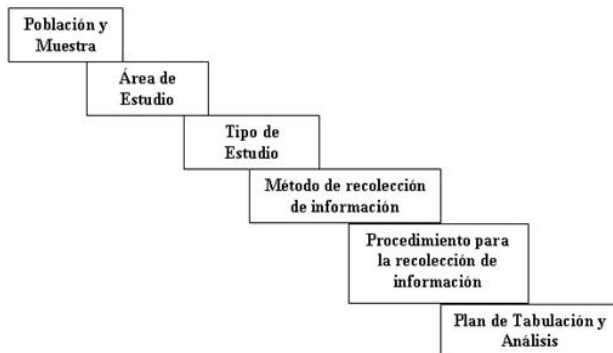 Población y
Muestra
Área de
Estudio
Tipo de
Estudio
Método de recolección
de información
Procedimiento para
la recolección de
información
Plan de Tabulación y
Análisis